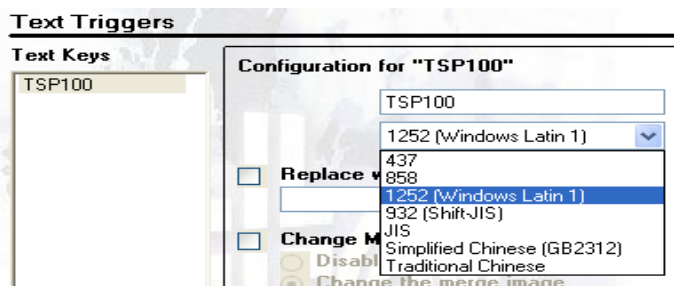 Text Triggers
Text Keys
TSP100
Configuration for "TSP100"
TSP100
1252 (Windows Latin 1)
437
858
1252 (Windows Latin 1)
932 (Shift-JIS)
JIS
Simplified Chinese (GB2312)
Traditional Chinese
Replace
Change
Change the merge image